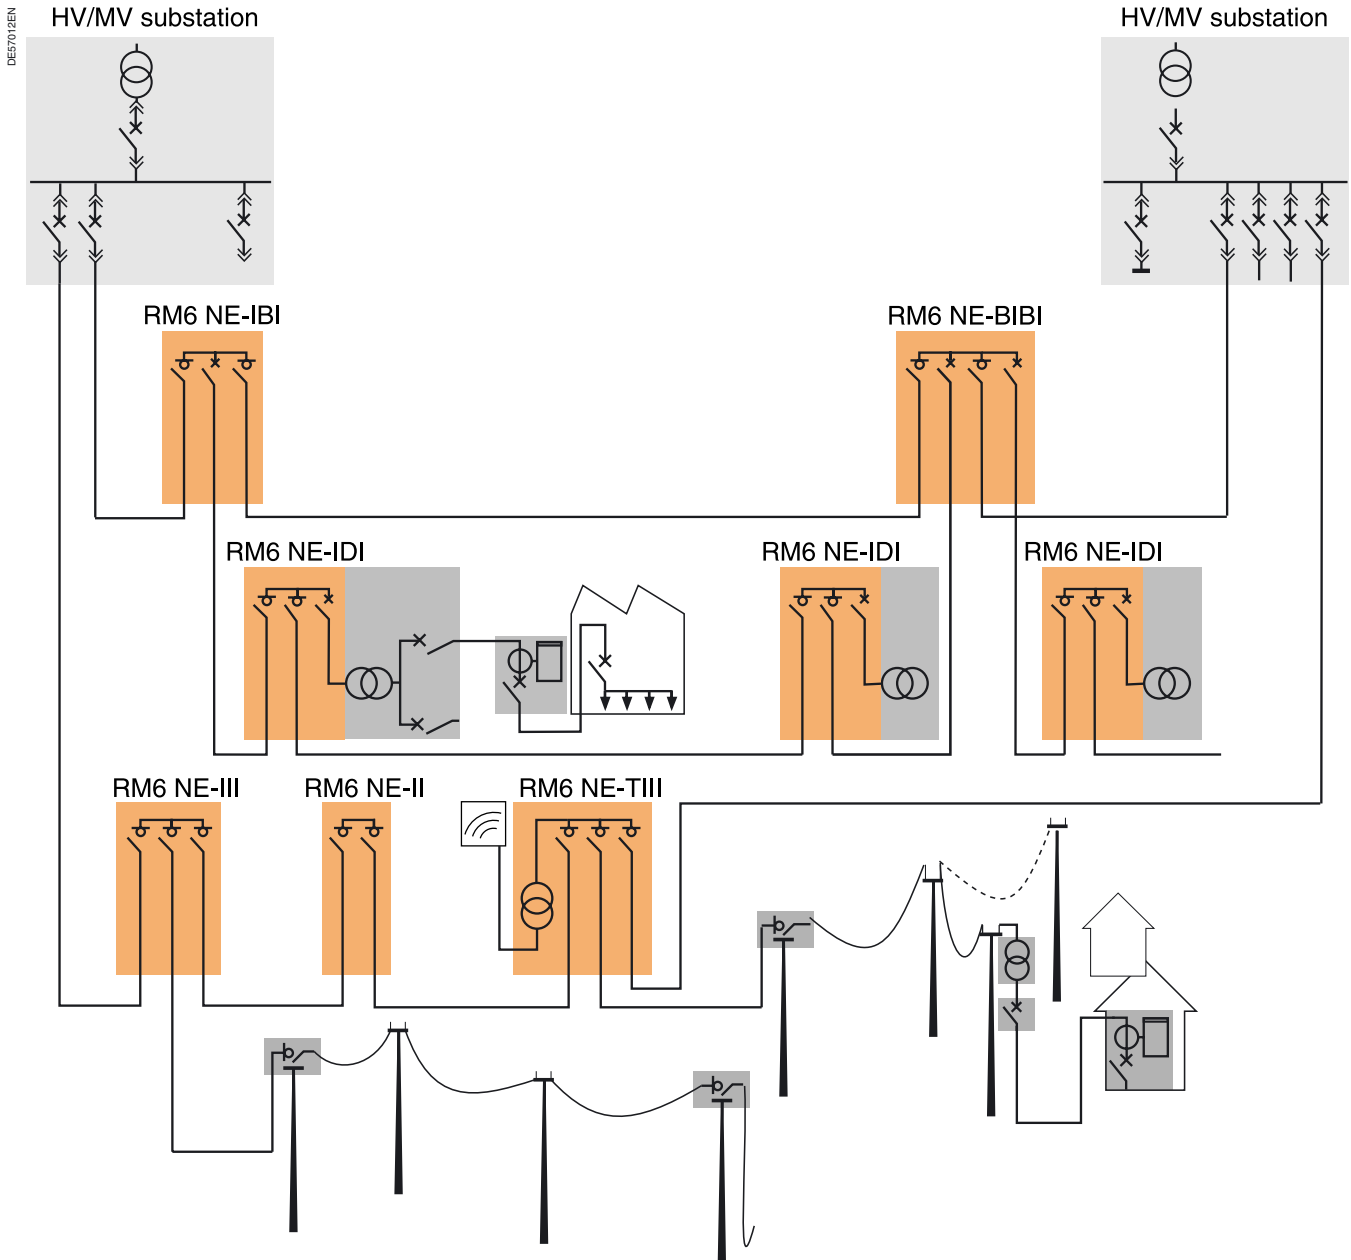 DE57012EN
HV/MV substation
HV/MV substation
RM6 NE-IBI
RM6 NE-BIBI
RM6 NE-IDI
RM6 NE-IDI
RM6 NE-IDI
RM6 NE-III
RM6 NE-II
RM6 NE-TIII